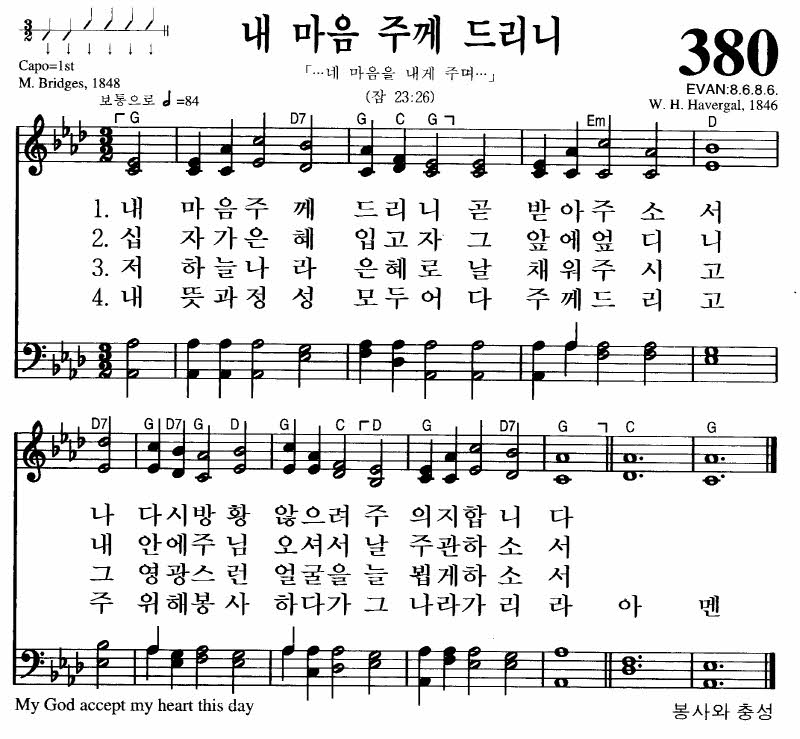 내 마음 주께 드리니
380
「…네 마음을 내게 주며…」
(잠 23:26)
Capo=1st
M. Bridges, 1848
보통으로 =84
EVAN:8.6.8.6.
W. H. Havergal, 1846
G D7 G C G Em D
1. 내 마 음 주 께 드 리 니 곧 받 아 주 소 서
2. 십 자 가 은 혜 입 고 자 그 앞 에 엎 디 니
3. 저 하 늘 나 라 은 혜 로 날 채 워 주 시 고
4. 내 뜻 과 정 성 모 두 어 다 주 께 드 리 고
D7 G D7 G D G C D G D7 G C G
나 다 시 방 황 않 으 려 주 의 지 합 니 다
내 안 에 주 님 오 셔 서 날 주 관 하 소 서
그 영 광 스 런 얼 굴 을 늘 뵙 게 하 소 서
주 위 해 봉 사 하 다 가 그 나 라 가 리 라 아 멘
My God accept my heart this day
봉사와 충성